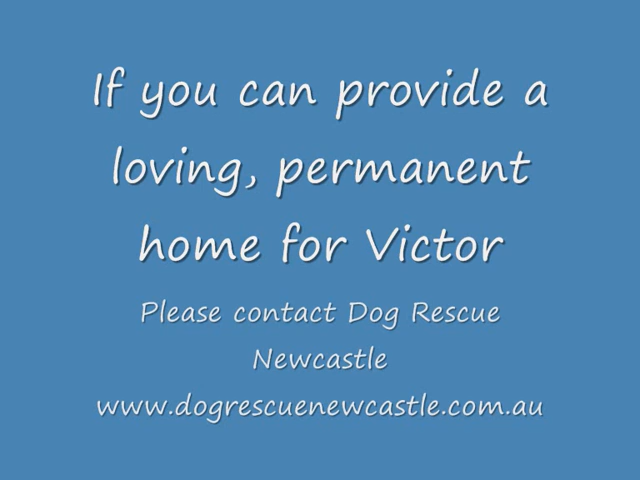 If you can provide a
loving, permanent
home for Victor
Please contact Dog Rescue
Newcastle
www.dogrescuenewcastle.com.au